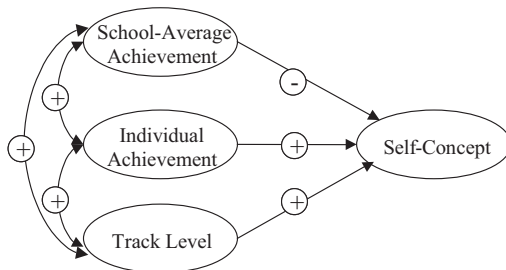 School-Average
Achievement
-
+
Individual
Achievement
+
Self-Concept
+
+
+
Track Level